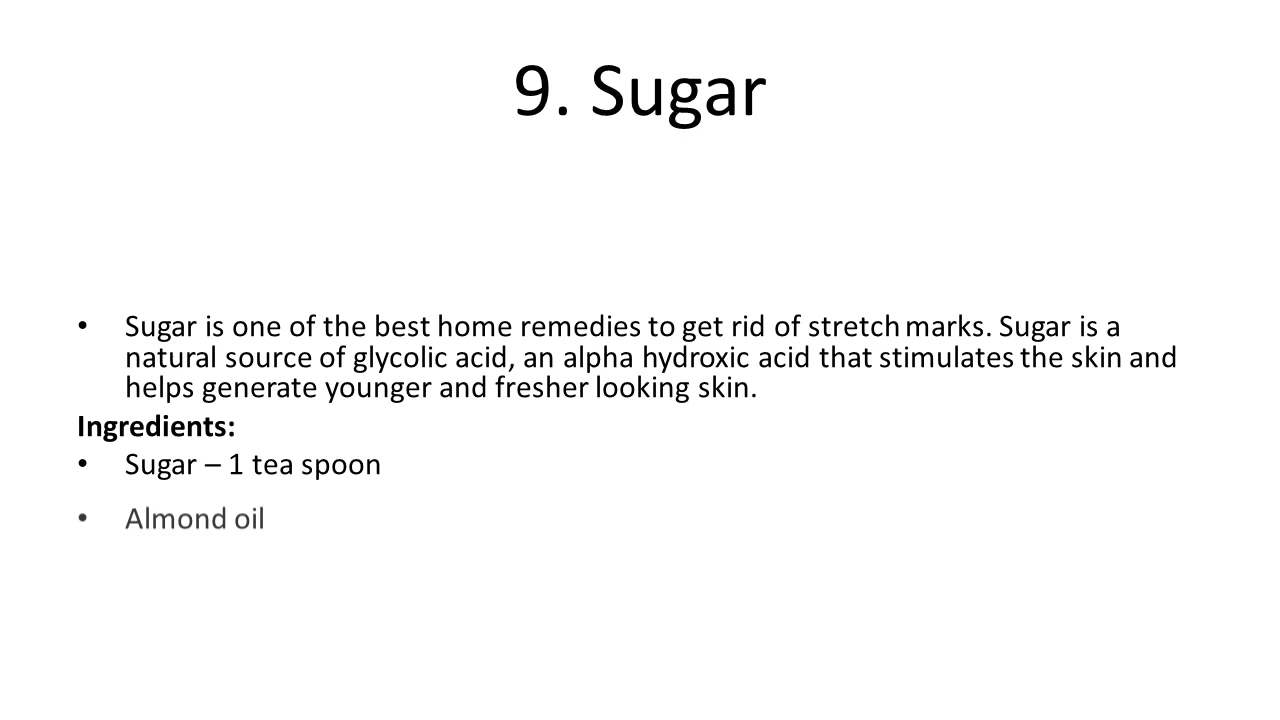 9. Sugar
• Sugar is one of the best home remedies to get rid of stretch marks. Sugar is a
natural source of glycolic acid, an alpha hydroxic acid that stimulates the skin and
helps generate younger and fresher looking skin.
Ingredients:
• Sugar – 1 tea spoon
• Almond oil